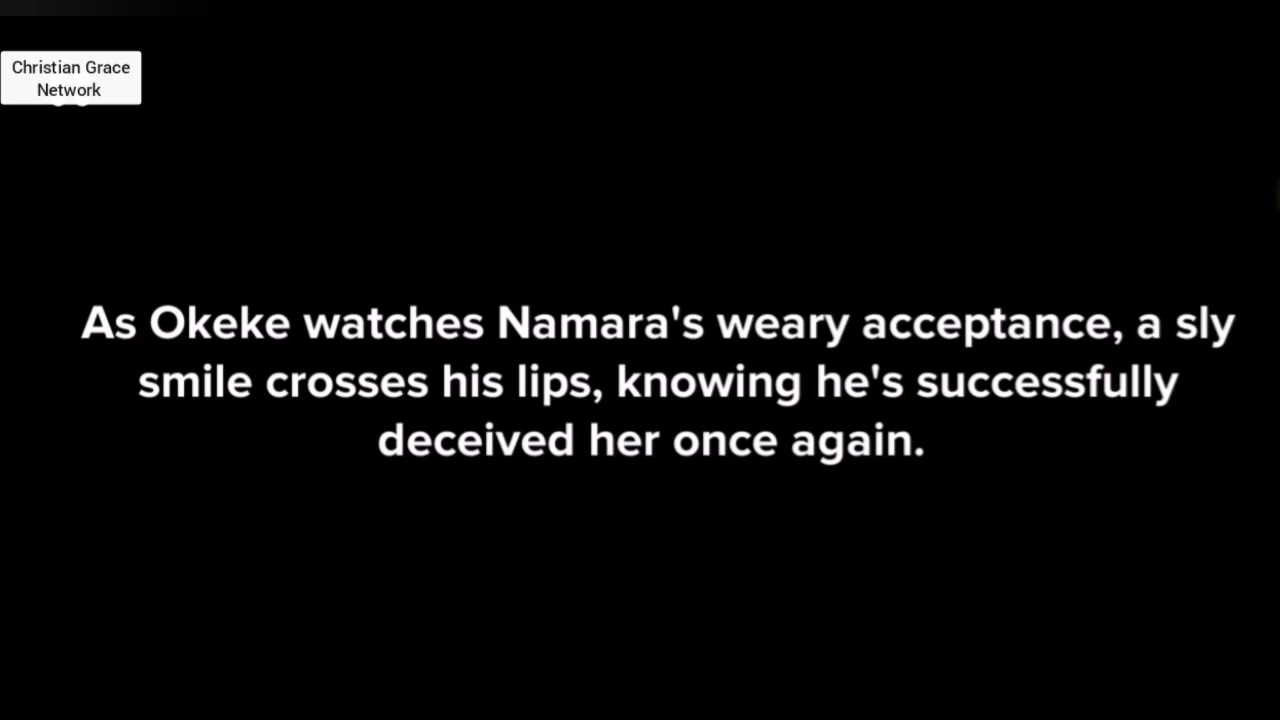 Christian Grace
Network
As Okeke watches Namara's weary acceptance, a sly
smile crosses his lips, knowing he's successfully
deceived her once again.